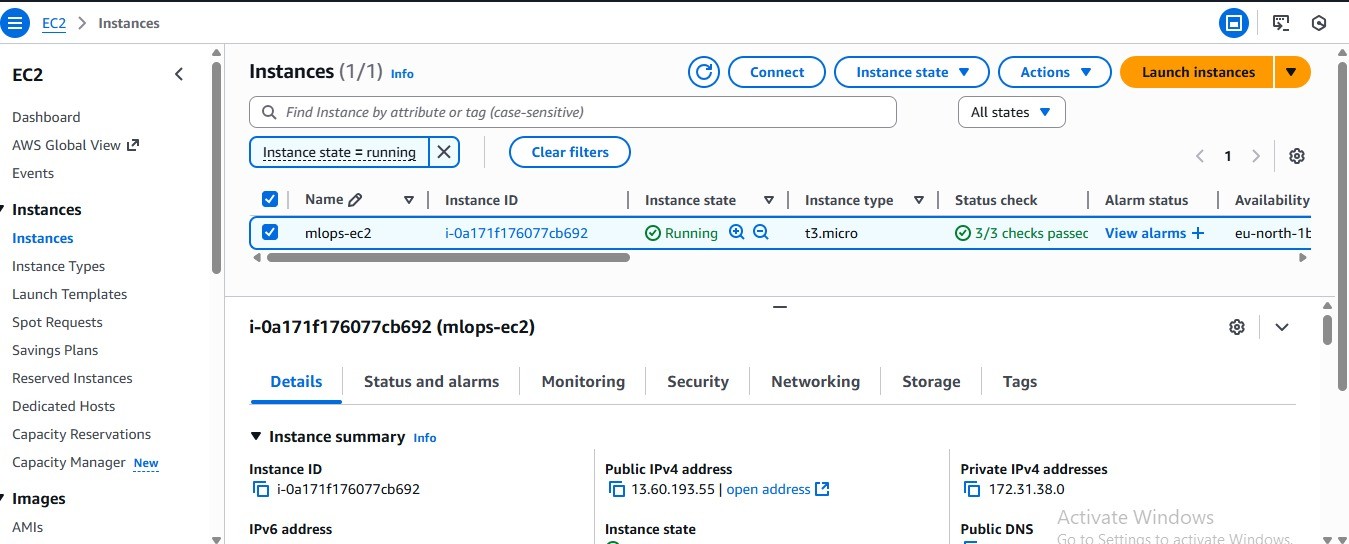 EC2 > Instances
EC2
Dashboard
AWS Global View
Events
Instances
Instances
Instance Types
Launch Templates
Spot Requests
Savings Plans
Reserved Instances
Dedicated Hosts
Capacity Reservations
Capacity Manager New
Images
AMIs
Instances (1/1) Info
Connect
Instance state
Actions
Launch instances
Find Instance by attribute or tag (case-sensitive)
All states
Instance state = running
Clear filters
1
Name Instance ID Instance state Instance type Status check Alarm status Availability
mlops-ec2 i-0a171f176077cb692 Running t3.micro 3/3 checks passec View alarms + eu-north-1b
i-0a171f176077cb692 (mlops-ec2)
Details Status and alarms Monitoring Security Networking Storage Tags
Instance summary Info
Instance ID
i-0a171f176077cb692
IPv6 address
Public IPv4 address
13.60.193.55 | open address
Instance state
Private IPv4 addresses
172.31.38.0
Public DNS
Activate Windows
Go to Settings to activate Windows.